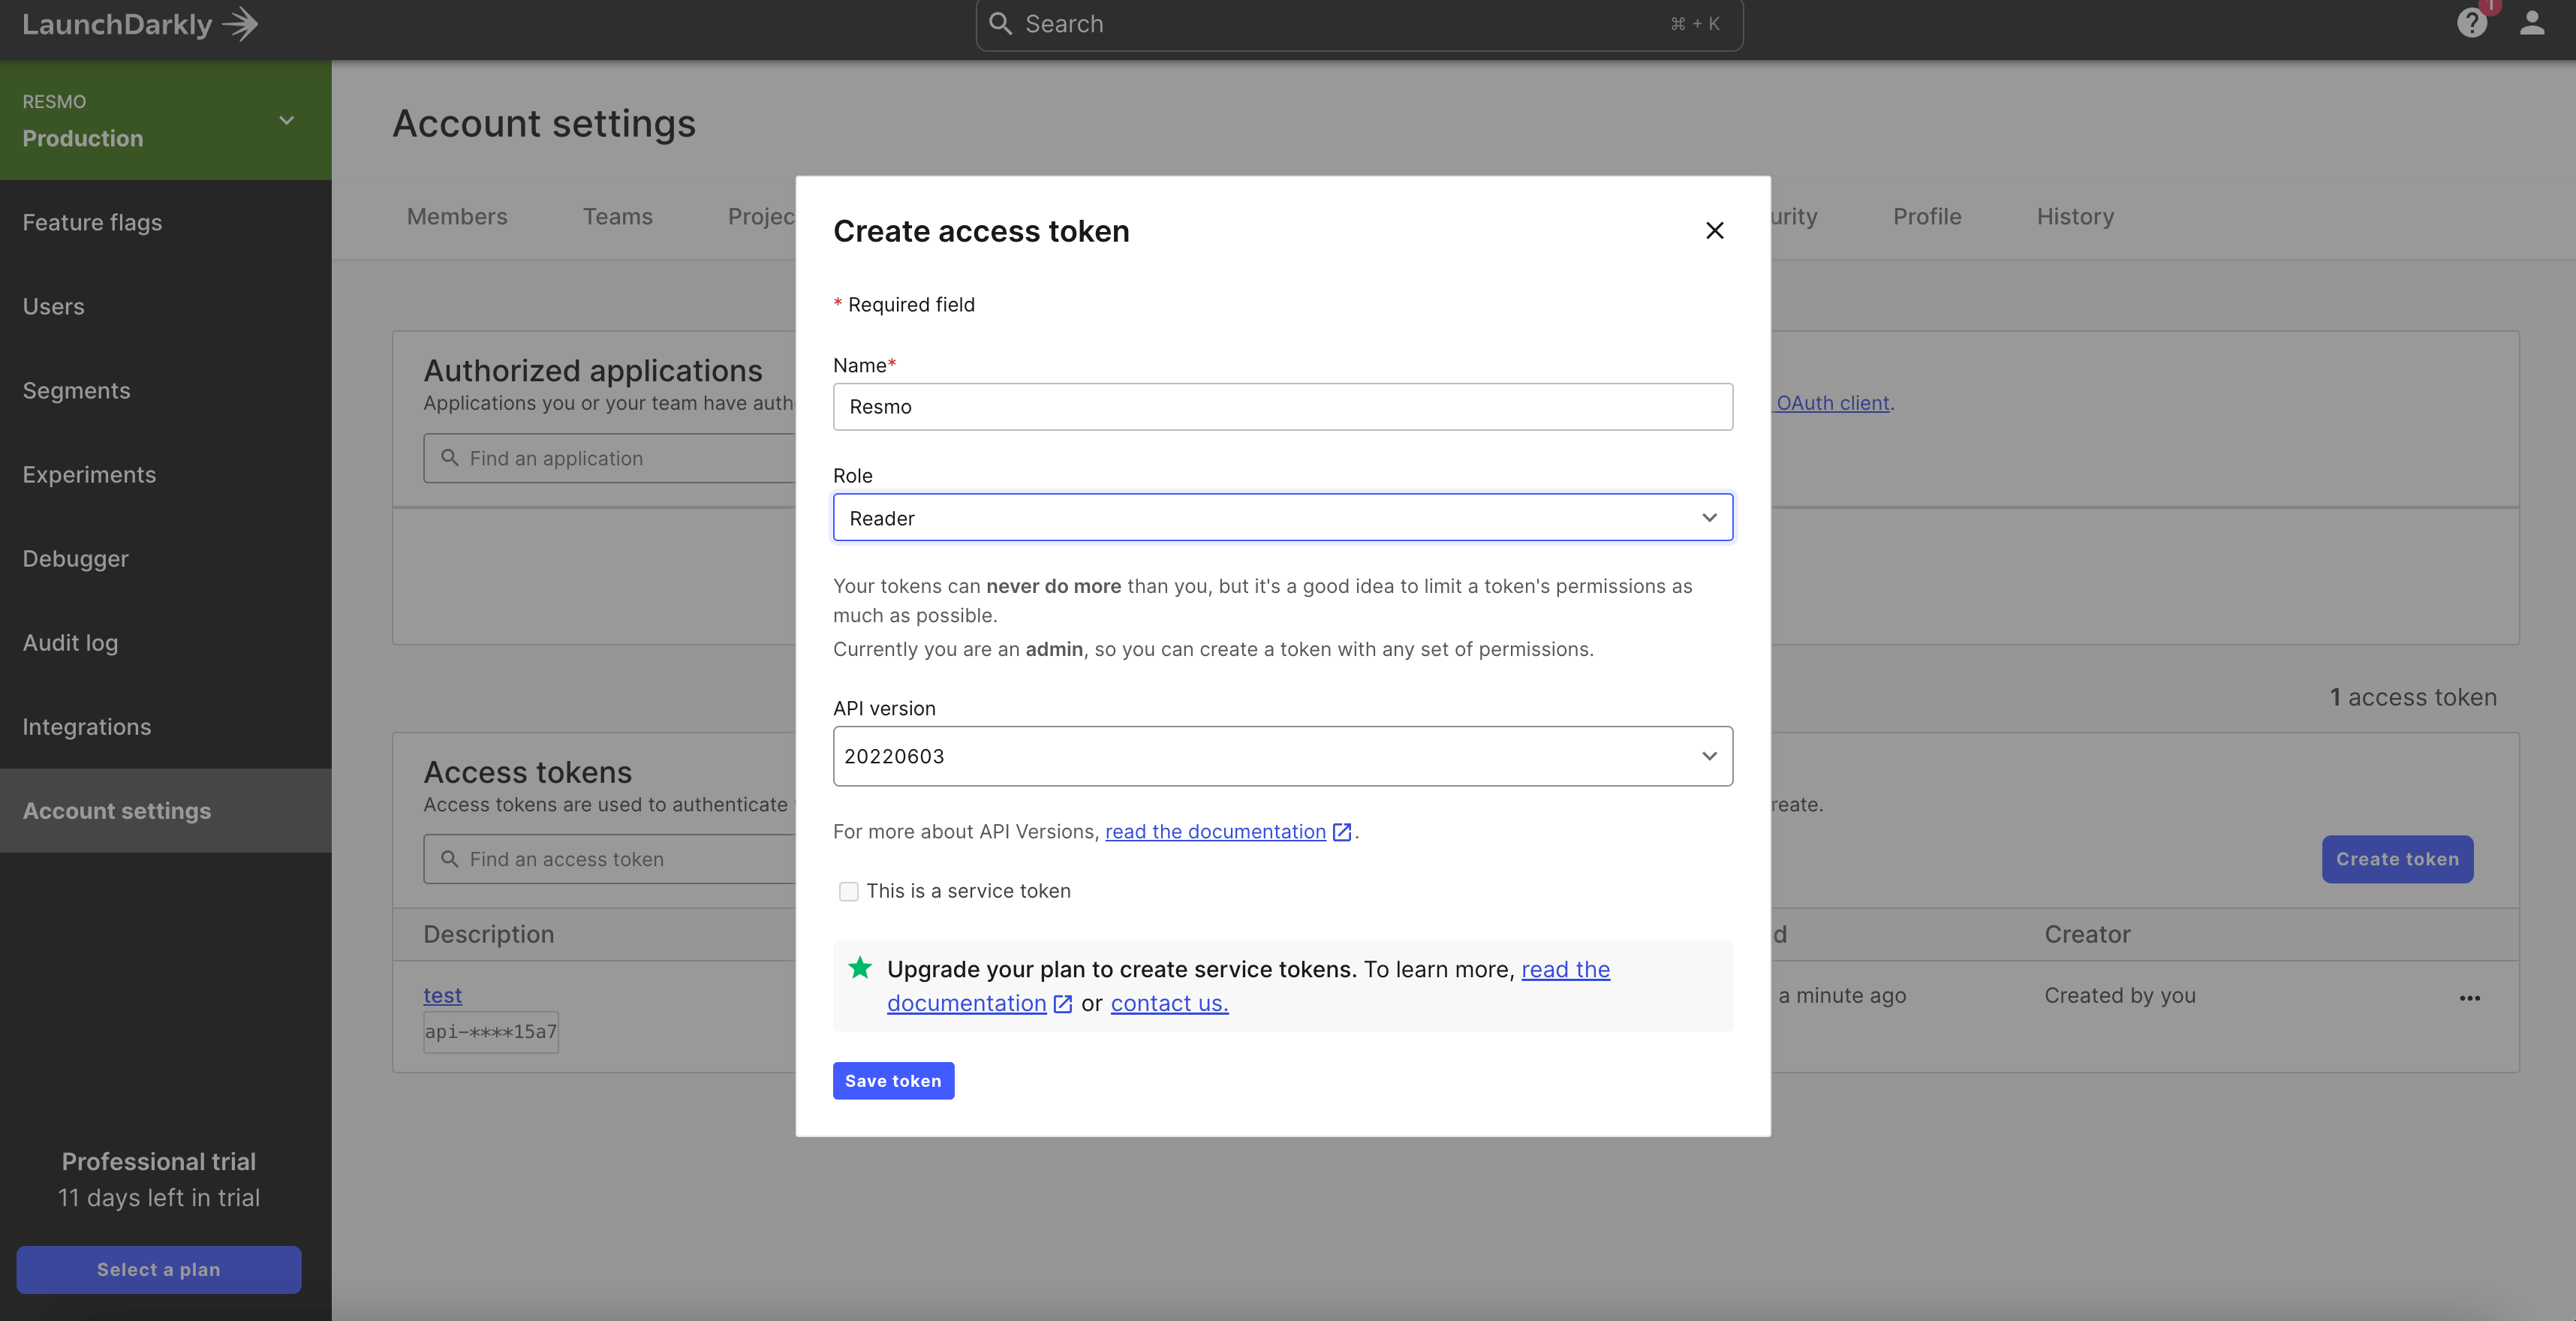 LaunchDarkly
Search
⌘ + K
1
RESMO
Production
Feature flags
Users
Segments
Experiments
Debugger
Audit log
Integrations
Account settings
Professional trial
11 days left in trial
Select a plan
Account settings
Members
Teams
Projec
urity
Profile
History
Authorized applications
Applications you or your team have auth
OAuth client.
Find an application
1 access token
Access tokens
Access tokens are used to authenticate
reate.
Find an access token
Create token
Description
d
Creator
test
api-****15a7
a minute ago
Created by you
Create access token
* Required field
Name*
Resmo
Role
Reader
Your tokens can never do more than you, but it's a good idea to limit a token's permissions as
much as possible.
Currently you are an admin, so you can create a token with any set of permissions.
API version
20220603
For more about API Versions, read the documentation.
This is a service token
Upgrade your plan to create service tokens. To learn more, read the
documentation or contact us.
Save token